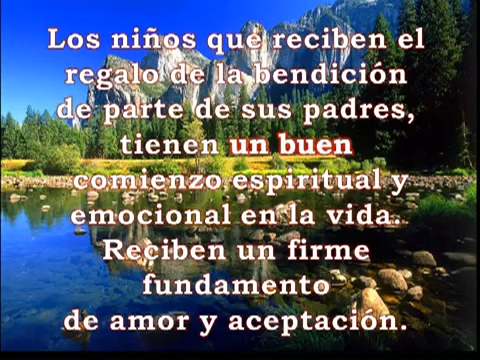 Los niños que reciben el
regalo de la bendición
de parte de sus padres,
tienen un buen
comienzo espiritual y
emocional en la vida.
Reciben un firme
fundamento
de amor y aceptación.